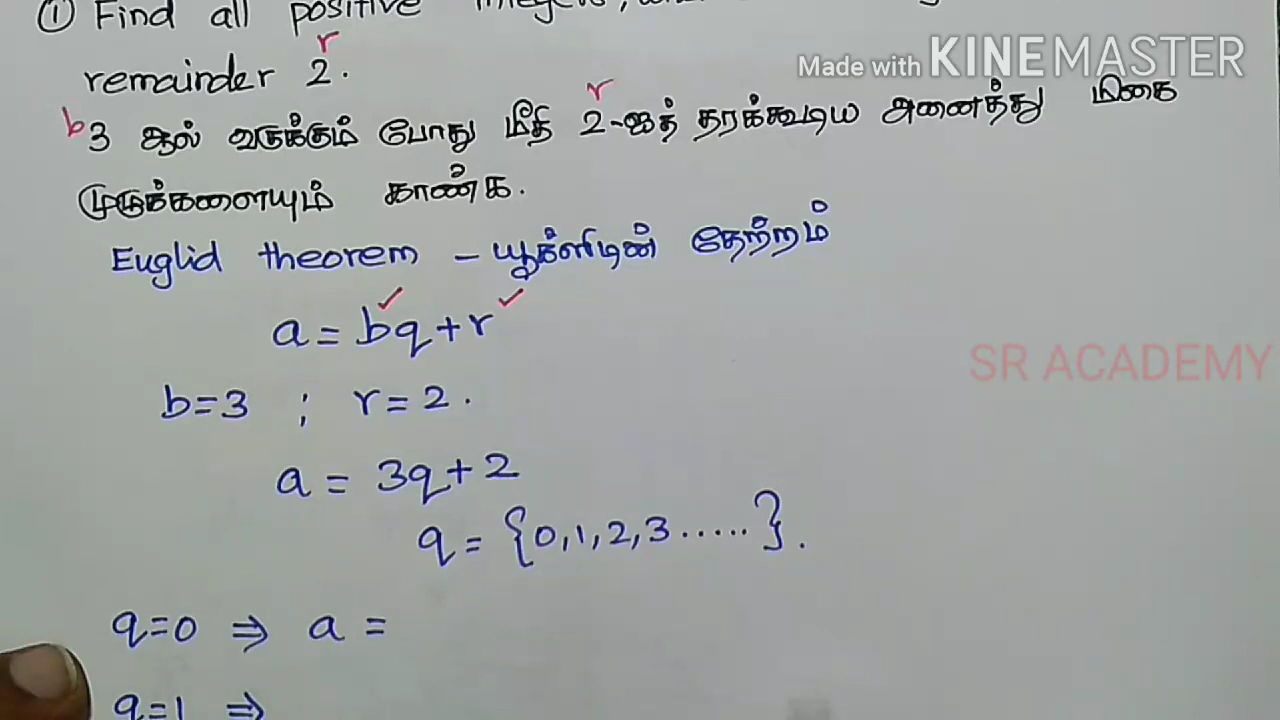 ① Find all positive
remainder 2.
r
Made with KINEMASTER
b 3 ஆல் வகுக்கும் போது மீதி 2-ஐத் தரக்கூடிய அனைத்து மிகை
r
முழுக்களையும் காண்க.
Euglid theorem - யூக்ளிடின் தேற்றம்
a = bq + r
SR ACADEMY
b=3 ; r=2.
a = 3q+2
q = {0,1,2,3.....}.
q=0 ⇒ a =
q=1 ⇒